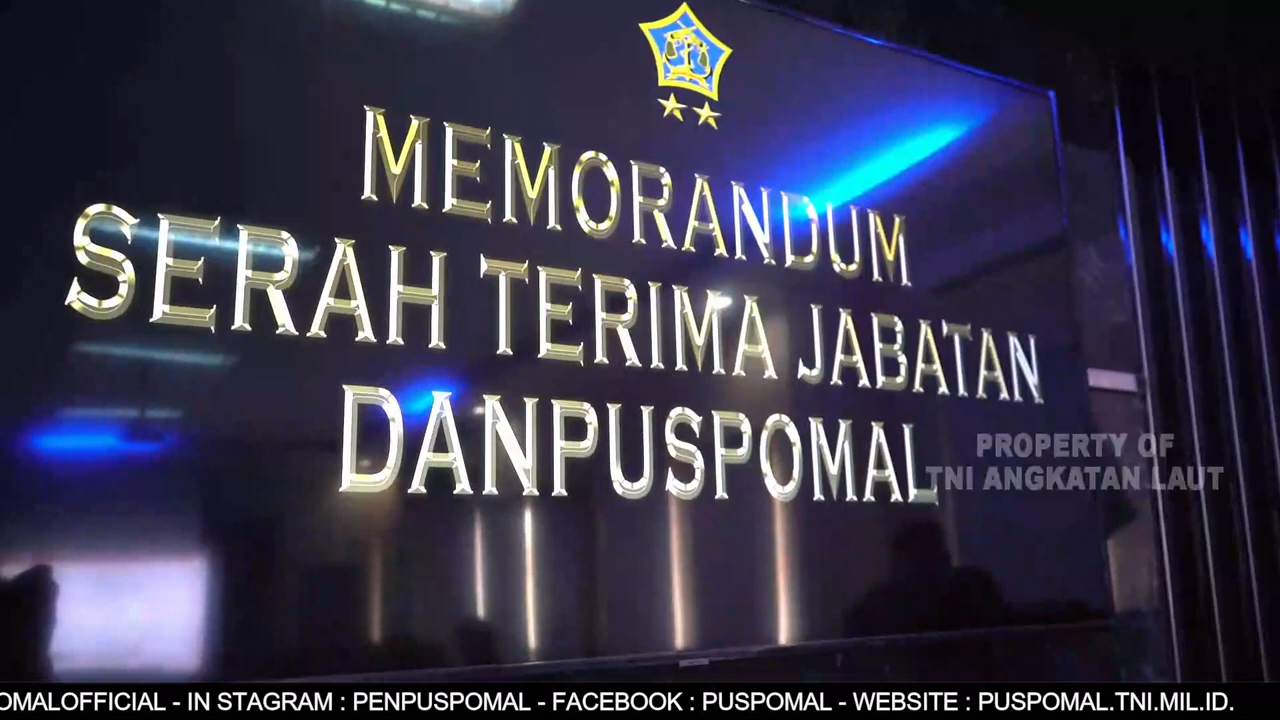 MEMORANDUM
SERAH TERIMA JABATAN
DANPUSPOMAL
PROPERTY OF
TNI ANGKATAN LAUT
OMALOFFICIAL - IN STAGRAM : PENPUSPOMAL - FACEBOOK : PUSPOMAL - WEBSITE : PUSPOMAL.TNI.MIL.ID.